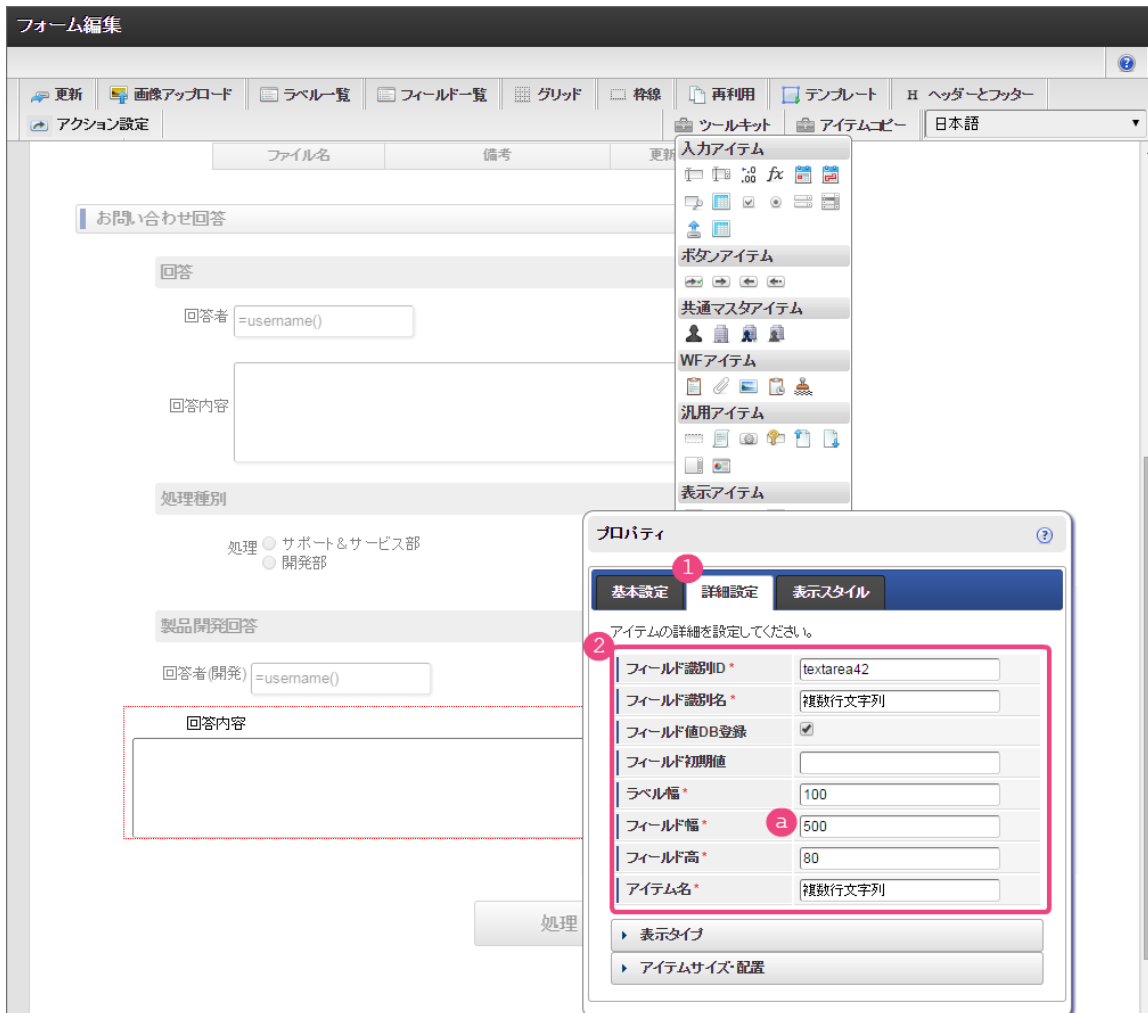 フォーム編集
更新 画像アップロード ラベル一覧 フィールド一覧 グリッド 枠線 再利用 テンプレート H ヘッダーとフッター
アクション設定 ツールキット アイテムコピー 日本語
ファイル名 備考 更新
入力アイテム
fx
お問い合わせ回答
ボタンアイテム
回答
共通マスタアイテム
回答者 =username()
WFアイテム
回答内容
汎用アイテム
処理種別
表示アイテム
処理 サポート&サービス部
開発部
製品開発回答
回答者(開発) =username()
回答内容
処理
プロパティ
1
基本設定 詳細設定 表示スタイル
アイテムの詳細を設定してください。
2
フィールド識別ID * textarea42
フィールド識別名 * 複数行文字列
フィールド値DB登録
フィールド初期値
ラベル幅 * 100
フィールド幅 * a 500
フィールド高 * 80
アイテム名 * 複数行文字列
表示タイプ
アイテムサイズ・配置